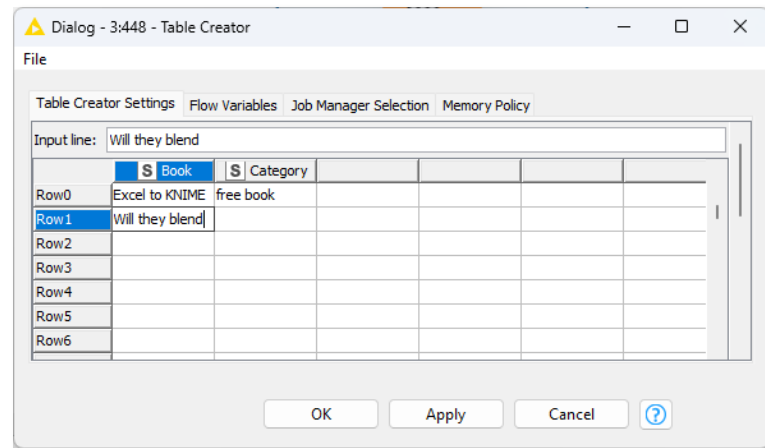 Dialog - 3:448 - Table Creator
File
Table Creator Settings Flow Variables Job Manager Selection Memory Policy
Input line: Will they blend
S Book S Category
Row0 Excel to KNIME free book
Row1 Will they blend
Row2
Row3
Row4
Row5
Row6
OK Apply Cancel ?